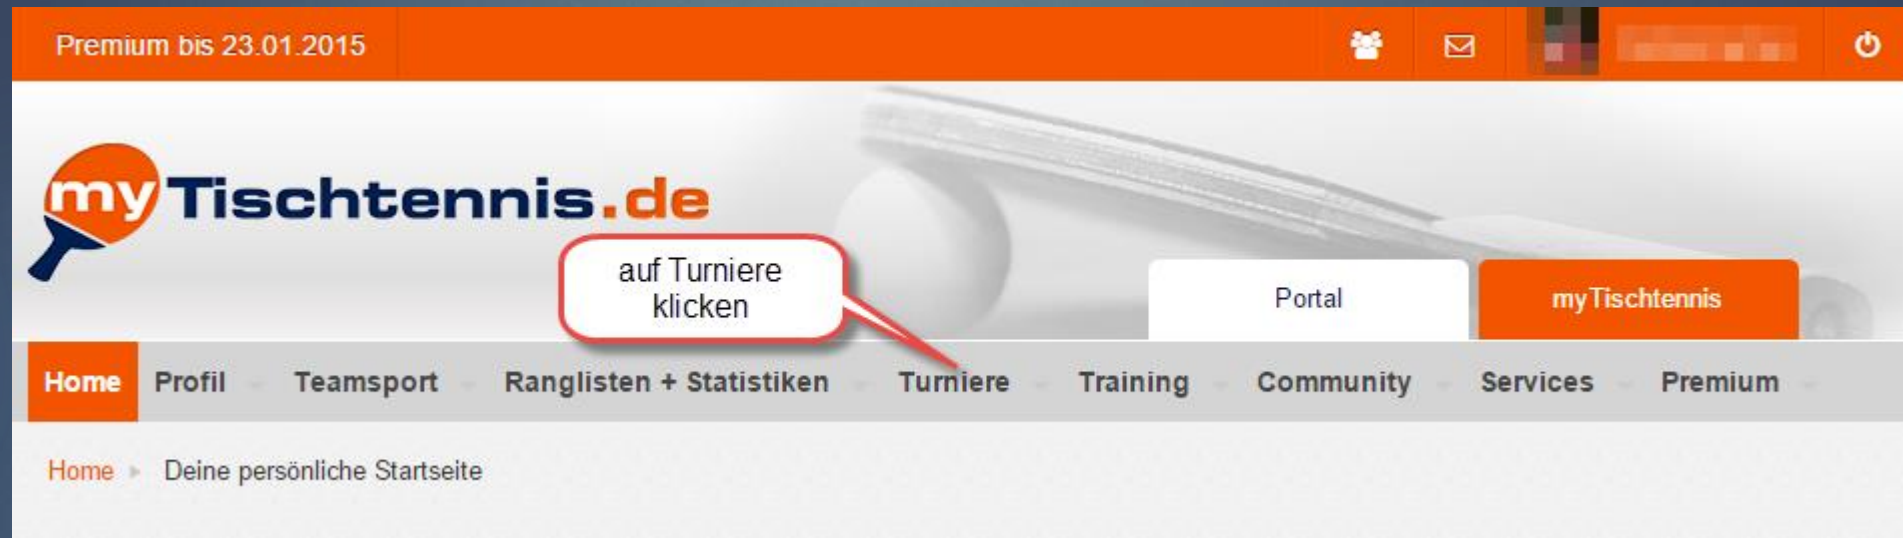 Premium bis 23.01.2015
myTischtennis.de
auf Turniere
klicken
Portal myTischtennis
Home Profil Teamsport Ranglisten + Statistiken Turniere Training Community Services Premium
Home Deine persönliche Startseite